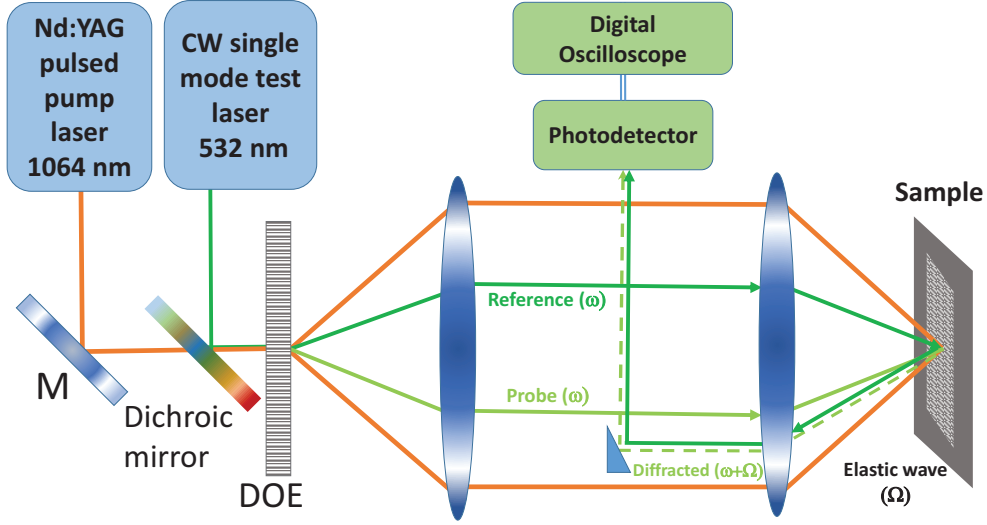 Nd:YAG
pulsed
pump
laser
1064 nm
CW single
mode test
laser
532 nm
Digital
Oscilloscope
Photodetector
Sample
Reference (ω)
Probe (ω)
Diffracted (ω+Ω)
Elastic wave
(Ω)
M
Dichroic
mirror
DOE